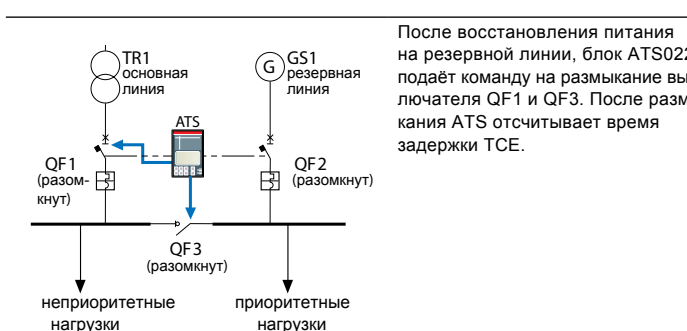 TR1
основная
линия
G
GS1
резервная
линия
ATS
QF1
(разом-
кнут)
QF2
(разомкнут)
QF3
(разомкнут)
неприоритетные
нагрузки
приоритетные
нагрузки
После восстановления питания
на резервной линии, блок ATS022
подаёт команду на размыкание вы
лючателя QF1 и QF3. После разм
кания ATS отсчитывает время
задержки TCE.